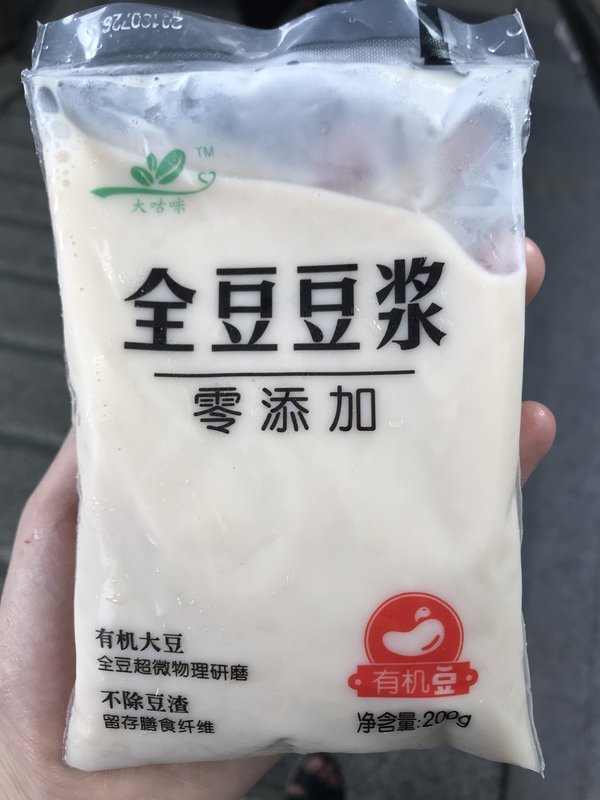 20180726
TM
大咕咪
全豆豆浆
零添加
有机大豆
全豆超微物理研磨
不除豆渣
留存膳食纤维
有机豆
净含量:200g